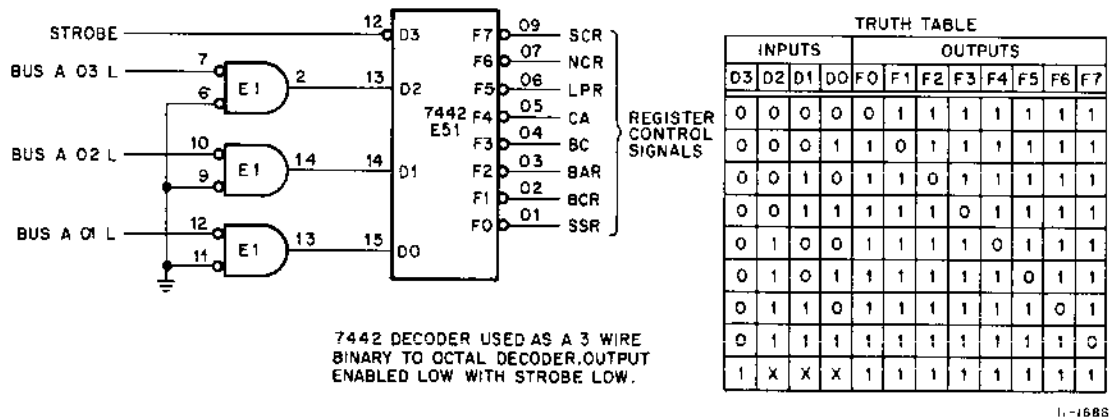 STROBE 12 D3 F7 09 SCR
BUS A 03 L 7 6 E1 2 13 D2 F6 07 NCR
F5 06 LPR
7442 E51
F4 05 CA
F3 04 BC
BUS A 02 L 10 9 E1 14 14 D1 F2 03 BAR
F1 02 BCR
BUS A 01 L 12 11 E1 13 15 D0 F0 01 SSR
REGISTER
CONTROL
SIGNALS
7442 DECODER USED AS A 3 WIRE
BINARY TO OCTAL DECODER.OUTPUT
ENABLED LOW WITH STROBE LOW.
TRUTH TABLE
INPUTS OUTPUTS
D3 D2 D1 D0 F0 F1 F2 F3 F4 F5 F6 F7
0 0 0 0 0 1 1 1 1 1 1 1
0 0 0 1 1 0 1 1 1 1 1 1
0 0 1 0 1 1 0 1 1 1 1 1
0 0 1 1 1 1 1 0 1 1 1 1
0 1 0 0 1 1 1 1 0 1 1 1
0 1 0 1 1 1 1 1 1 0 1 1
0 1 1 0 1 1 1 1 1 1 0 1
0 1 1 1 1 1 1 1 1 1 1 0
1 X X X 1 1 1 1 1 1 1 1